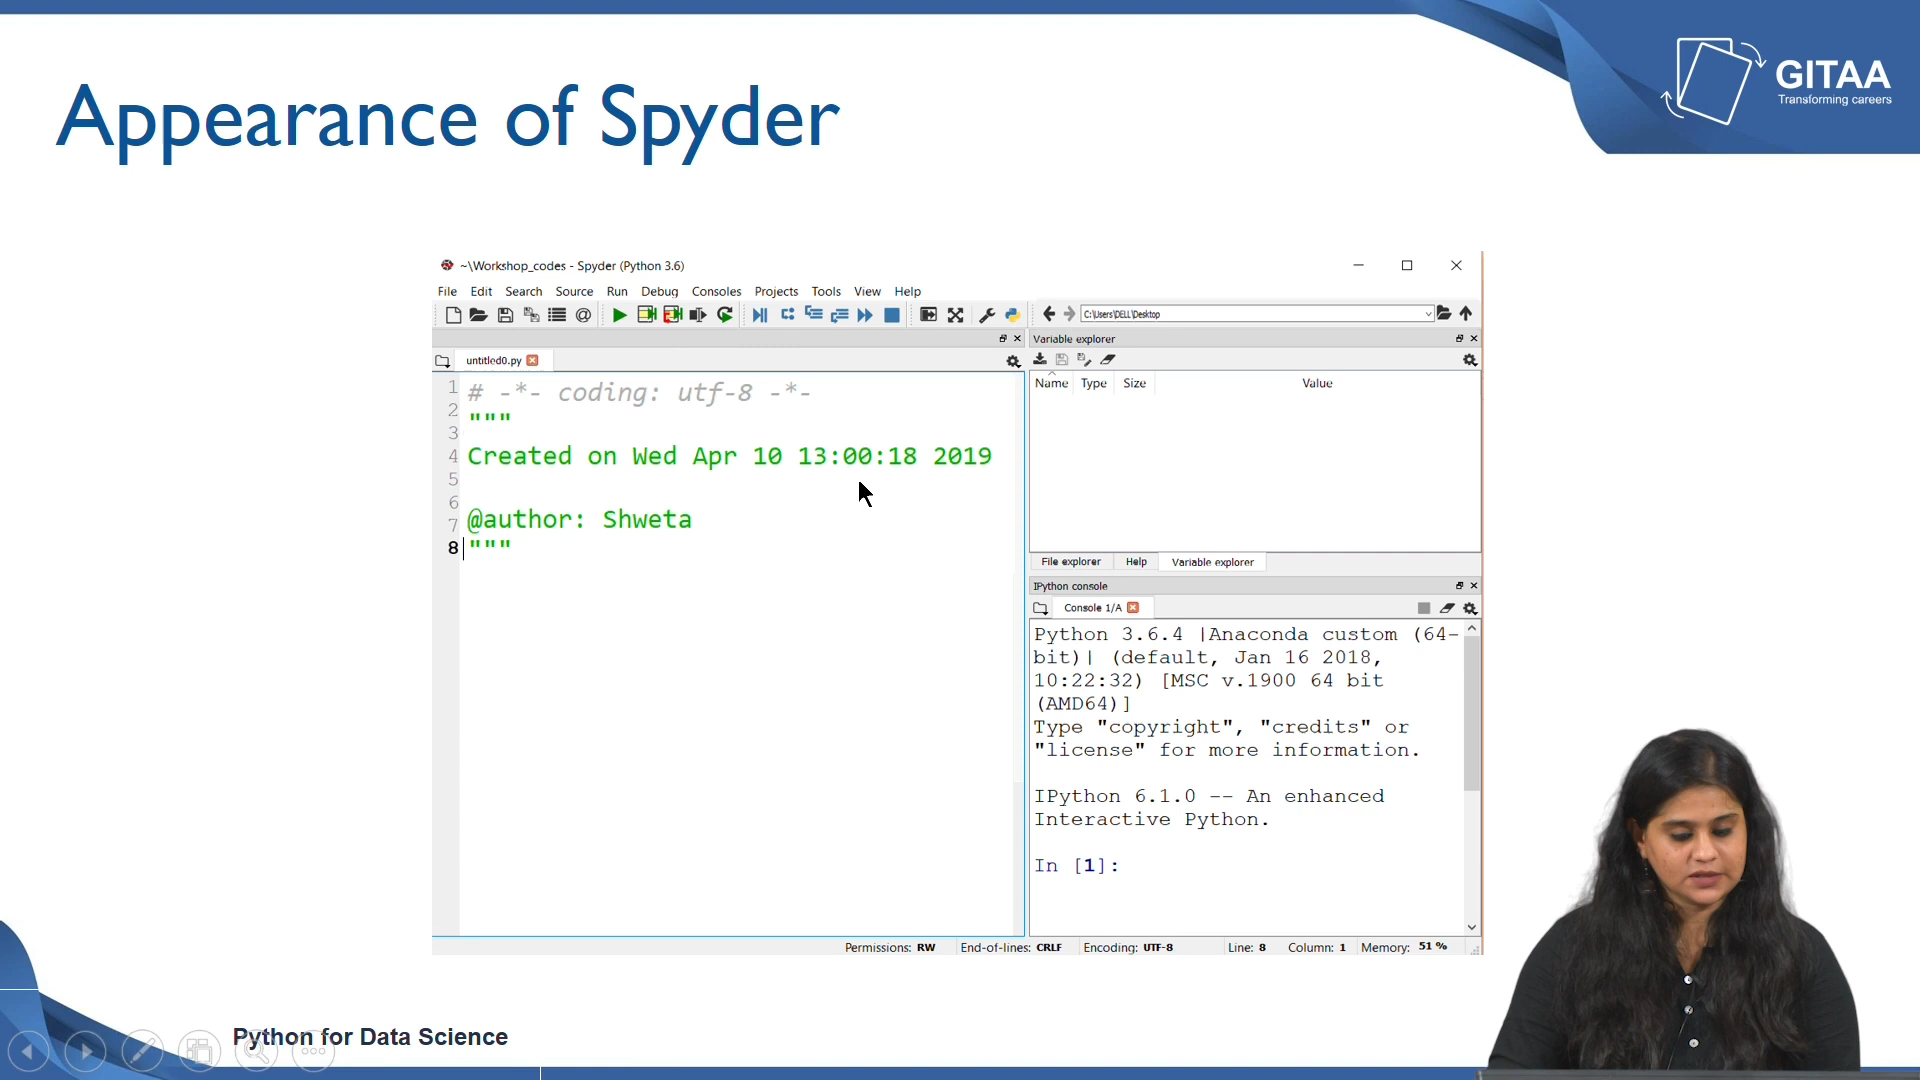 GITAA
Transforming careers
Appearance of Spyder
~\Workshop_codes - Spyder (Python 3.6)
File Edit Search Source Run Debug Consoles Projects Tools View Help
C:\Users\DELL\Desktop
Variable explorer
untitled0.py
Name Type Size Value
1 # -*- coding: utf-8 -*-
2 """
3
4 Created on Wed Apr 10 13:00:18 2019
5
6
7 @author: Shweta
8 """
File explorer Help Variable explorer
IPython console
Console 1/A
Python 3.6.4 |Anaconda custom (64-
bit)| (default, Jan 16 2018,
10:22:32) [MSC v.1900 64 bit
(AMD64)]
Type "copyright", "credits" or
"license" for more information.
IPython 6.1.0 -- An enhanced
Interactive Python.
In [1]:
Permissions: RW End-of-lines: CRLF Encoding: UTF-8 Line: 8 Column: 1 Memory: 51 %
Python for Data Science